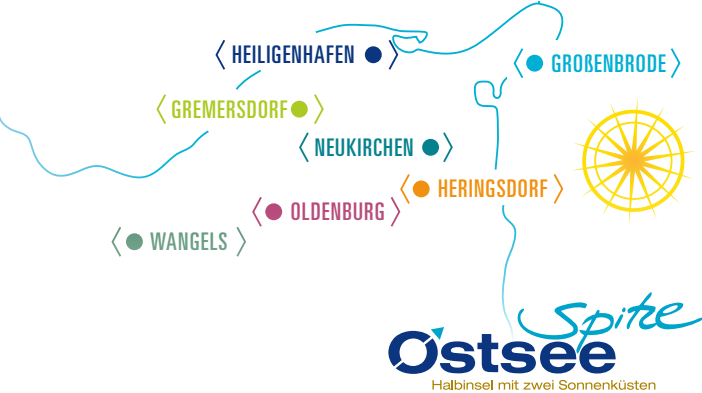 HEILIGENHAFEN
GROßENBRODE
GREMERSDORF
NEUKIRCHEN
HERINGSDORF
OLDENBURG
WANGELS
Spitze
Ostsee
Halbinsel mit zwei Sonnenküsten